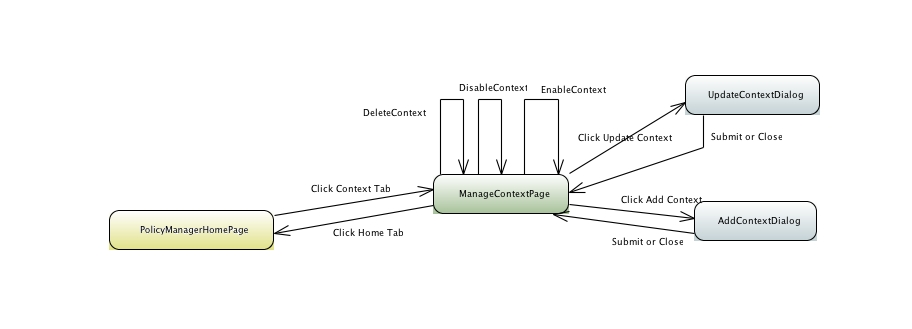 DisableContext
EnableContext
UpdateContextDialog
DeleteContext
Click Update Context
Submit or Close
Click Context Tab
ManageContextPage
Click Add Context
PolicyManagerHomePage
Click Home Tab
AddContextDialog
Submit or Close